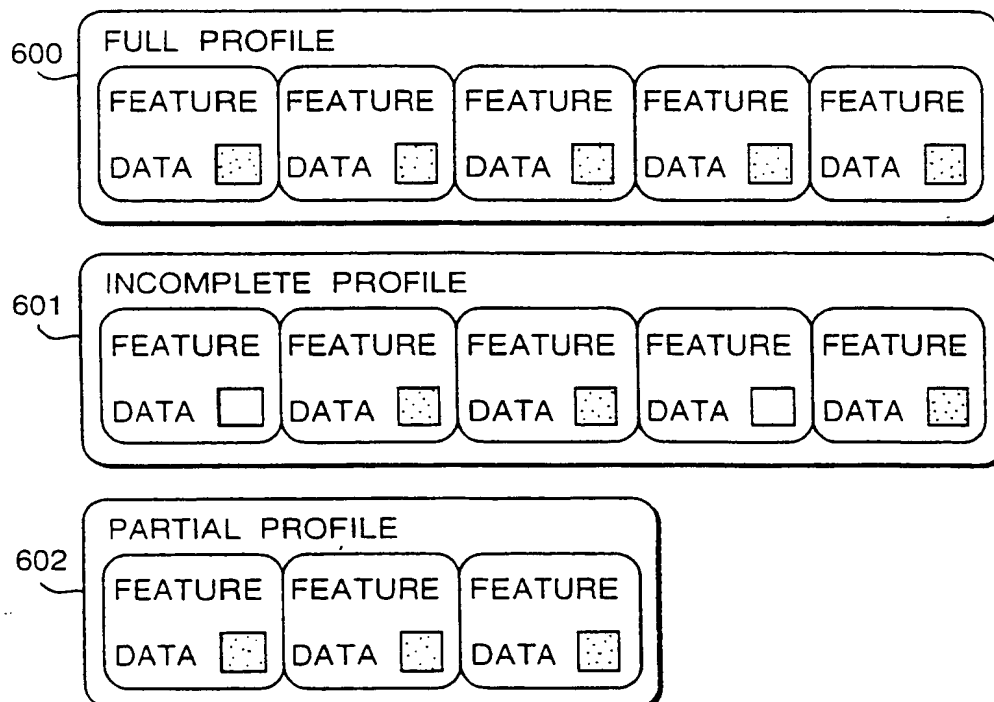 600
FULL PROFILE
FEATURE FEATURE FEATURE FEATURE FEATURE
DATA DATA DATA DATA DATA
601
INCOMPLETE PROFILE
FEATURE FEATURE FEATURE FEATURE FEATURE
DATA DATA DATA DATA DATA
602
PARTIAL PROFILE
FEATURE FEATURE FEATURE
DATA DATA DATA